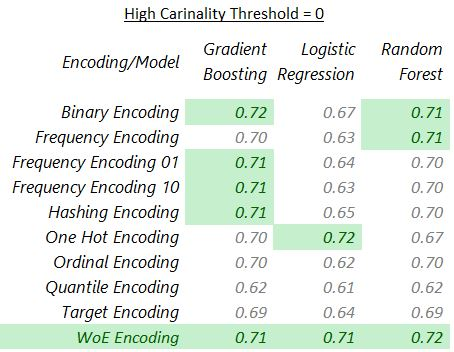 High Carinality Threshold = 0
Encoding/Model Gradient Boosting Logistic Regression Random Forest
Binary Encoding 0.72 0.67 0.71
Frequency Encoding 0.70 0.63 0.71
Frequency Encoding 01 0.71 0.64 0.70
Frequency Encoding 10 0.71 0.63 0.70
Hashing Encoding 0.71 0.65 0.70
One Hot Encoding 0.70 0.72 0.67
Ordinal Encoding 0.70 0.62 0.70
Quantile Encoding 0.62 0.61 0.62
Target Encoding 0.69 0.64 0.69
WoE Encoding 0.71 0.71 0.72